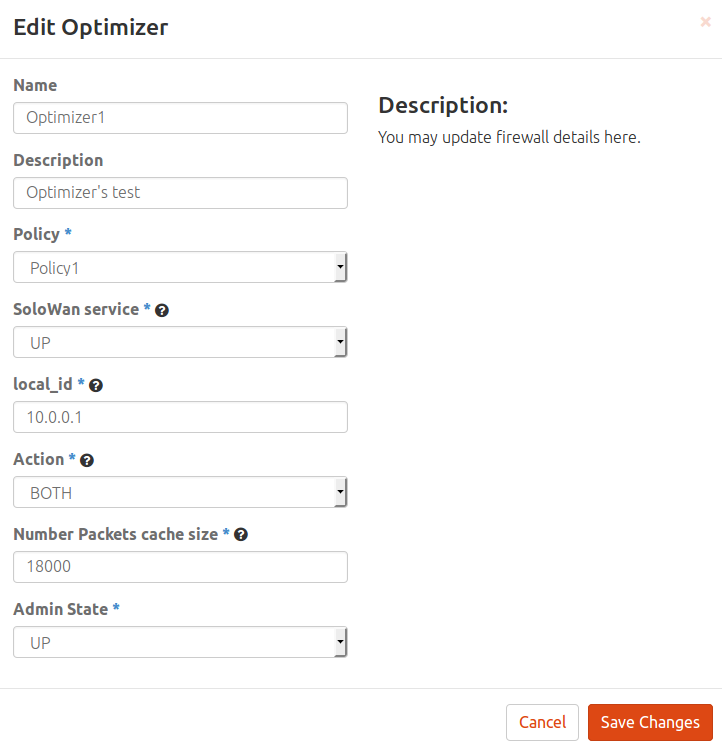 Edit Optimizer
×
Name
Optimizer1
Description
Optimizer's test
Policy *
Policy1
SoloWan service * ?
UP
local_id * ?
10.0.0.1
Action * ?
BOTH
Number Packets cache size * ?
18000
Admin State *
UP
Description:
You may update firewall details here.
Cancel
Save Changes